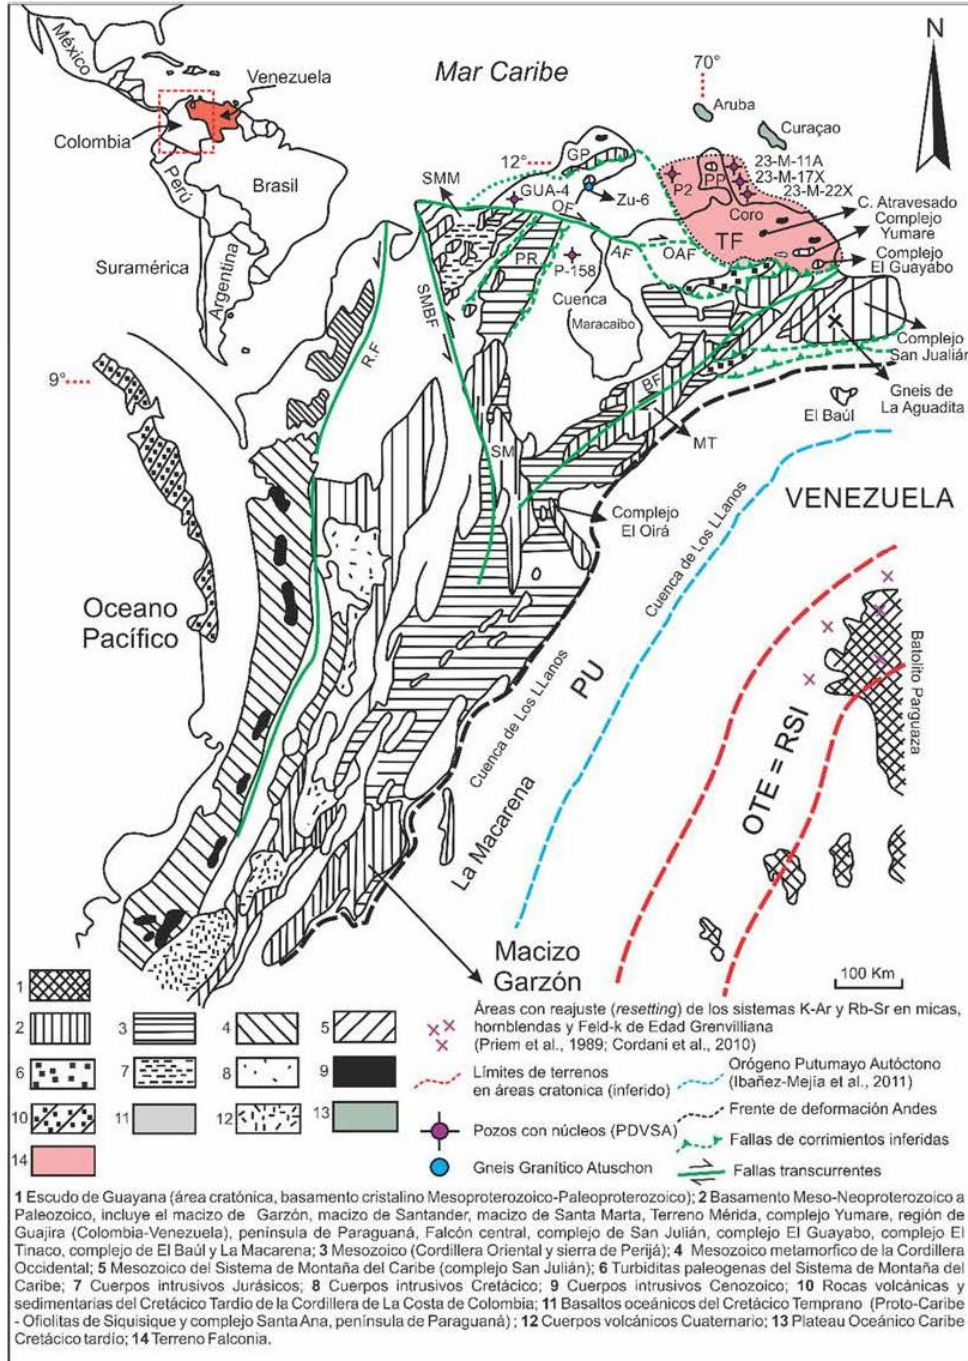 México
Mar Caribe
N
70°
Venezuela
Aruba
Colombia
Curaçao
12°
GP
23-M-11A
23-M-17X
23-M-22X
PP
P2
SMM
GUA-4
Zu-6
Perú
Brasil
OF
Coro
C. Atravesado
Complejo
Yumare
TF
Suramérica
Argentina
PR
P-158
AF
OAF
Complejo
El Guayabo
SMBF
Cuenca
Maracaibo
R.F
Complejo
San Jualián
9°
BF
Gneis de
La Aguadita
El Baúl
MT
SM
VENEZUELA
Complejo
El Oirá
Cuenca de Los LLanos
Oceano
Pacífico
Batolito Parguaza
PU
Cuenca de Los LLanos
OTE = RSI
La Macarena
Macizo
Garzón
100 Km
1
2
3
4
5
6
7
8
9
10
11
12
13
14
Áreas con reajuste (resetting) de los sistemas K-Ar y Rb-Sr en micas,
hornblendas y Feld-k de Edad Grenvilliana
(Priem et al., 1989; Cordani et al., 2010)
Límites de terrenos
en áreas cratonica (inferido)
Orógeno Putumayo Autóctono
(Ibañez-Mejía et al., 2011)
Frente de deformación Andes
Pozos con núcleos (PDVSA)
Fallas de corrimientos inferidas
Gneis Granítico Atuschon
Fallas transcurrentes
1 Escudo de Guayana (área cratónica, basamento cristalino Mesoproterozoico-Paleoproterozoico); 2 Basamento Meso-Neoproterozoico a
Paleozoico, incluye el macizo de Garzón, macizo de Santander, macizo de Santa Marta, Terreno Mérida, complejo Yumare, región de
Guajira (Colombia-Venezuela), península de Paraguaná, Falcón central, complejo de San Julián, complejo El Guayabo, complejo El
Tinaco, complejo de El Baúl y La Macarena; 3 Mesozoico (Cordillera Oriental y sierra de Perijá); 4 Mesozoico metamorfico de la Cordillera
Occidental; 5 Mesozoico del Sistema de Montaña del Caribe (complejo San Julián); 6 Turbiditas paleogenas del Sistema de Montaña del
Caribe; 7 Cuerpos intrusivos Jurásicos; 8 Cuerpos intrusivos Cretácico; 9 Cuerpos intrusivos Cenozoico; 10 Rocas volcánicas y
sedimentarias del Cretácico Tardío de la Cordillera de La Costa de Colombia; 11 Basaltos oceánicos del Cretácico Temprano (Proto-Caribe
- Ofiolitas de Siquisique y complejo Santa Ana, península de Paraguaná) ; 12 Cuerpos volcánicos Cuaternario; 13 Plateau Oceánico Caribe
Cretácico tardío; 14 Terreno Falconia.